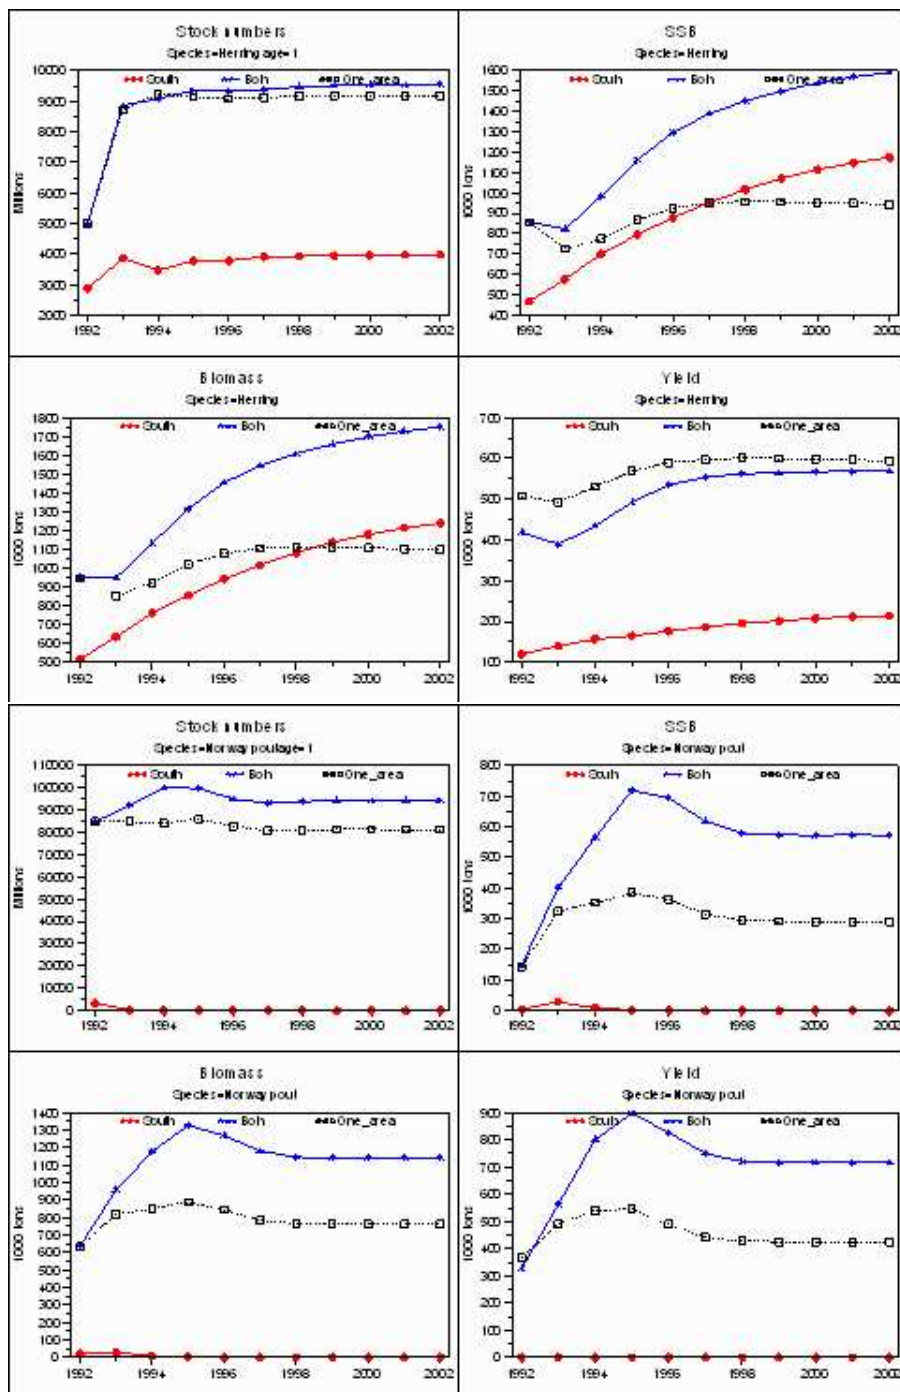 Stock numbers
Species=Herring age=1
South Both One_area
10000
9000
8000
7000
6000
5000
4000
3000
2000
Millions
1992 1994 1996 1998 2000 2002
SSB
Species=Herring
South Both One_area
1600
1500
1400
1300
1200
1100
1000
900
800
700
600
500
400
1000 tons
1992 1994 1996 1998 2000 2002
Biomass
Species=Herring
South Both One_area
1800
1700
1600
1500
1400
1300
1200
1100
1000
900
800
700
600
500
1000 tons
1992 1994 1996 1998 2000 2002
Yield
Species=Herring
South Both One_area
700
600
500
400
300
200
100
1000 tons
1992 1994 1996 1998 2000 2002
Stock numbers
Species=Norway pout age=1
South Both One_area
110000
100000
90000
80000
70000
60000
50000
40000
30000
20000
10000
0
Millions
1992 1994 1996 1998 2000 2002
SSB
Species=Norway pout
South Both One_area
800
700
600
500
400
300
200
100
0
1000 tons
1992 1994 1996 1998 2000 2002
Biomass
Species=Norway pout
South Both One_area
1400
1300
1200
1100
1000
900
800
700
600
500
400
300
200
100
0
1000 tons
1992 1994 1996 1998 2000 2002
Yield
Species=Norway pout
South Both One_area
900
800
700
600
500
400
300
200
100
0
1000 tons
1992 1994 1996 1998 2000 2002